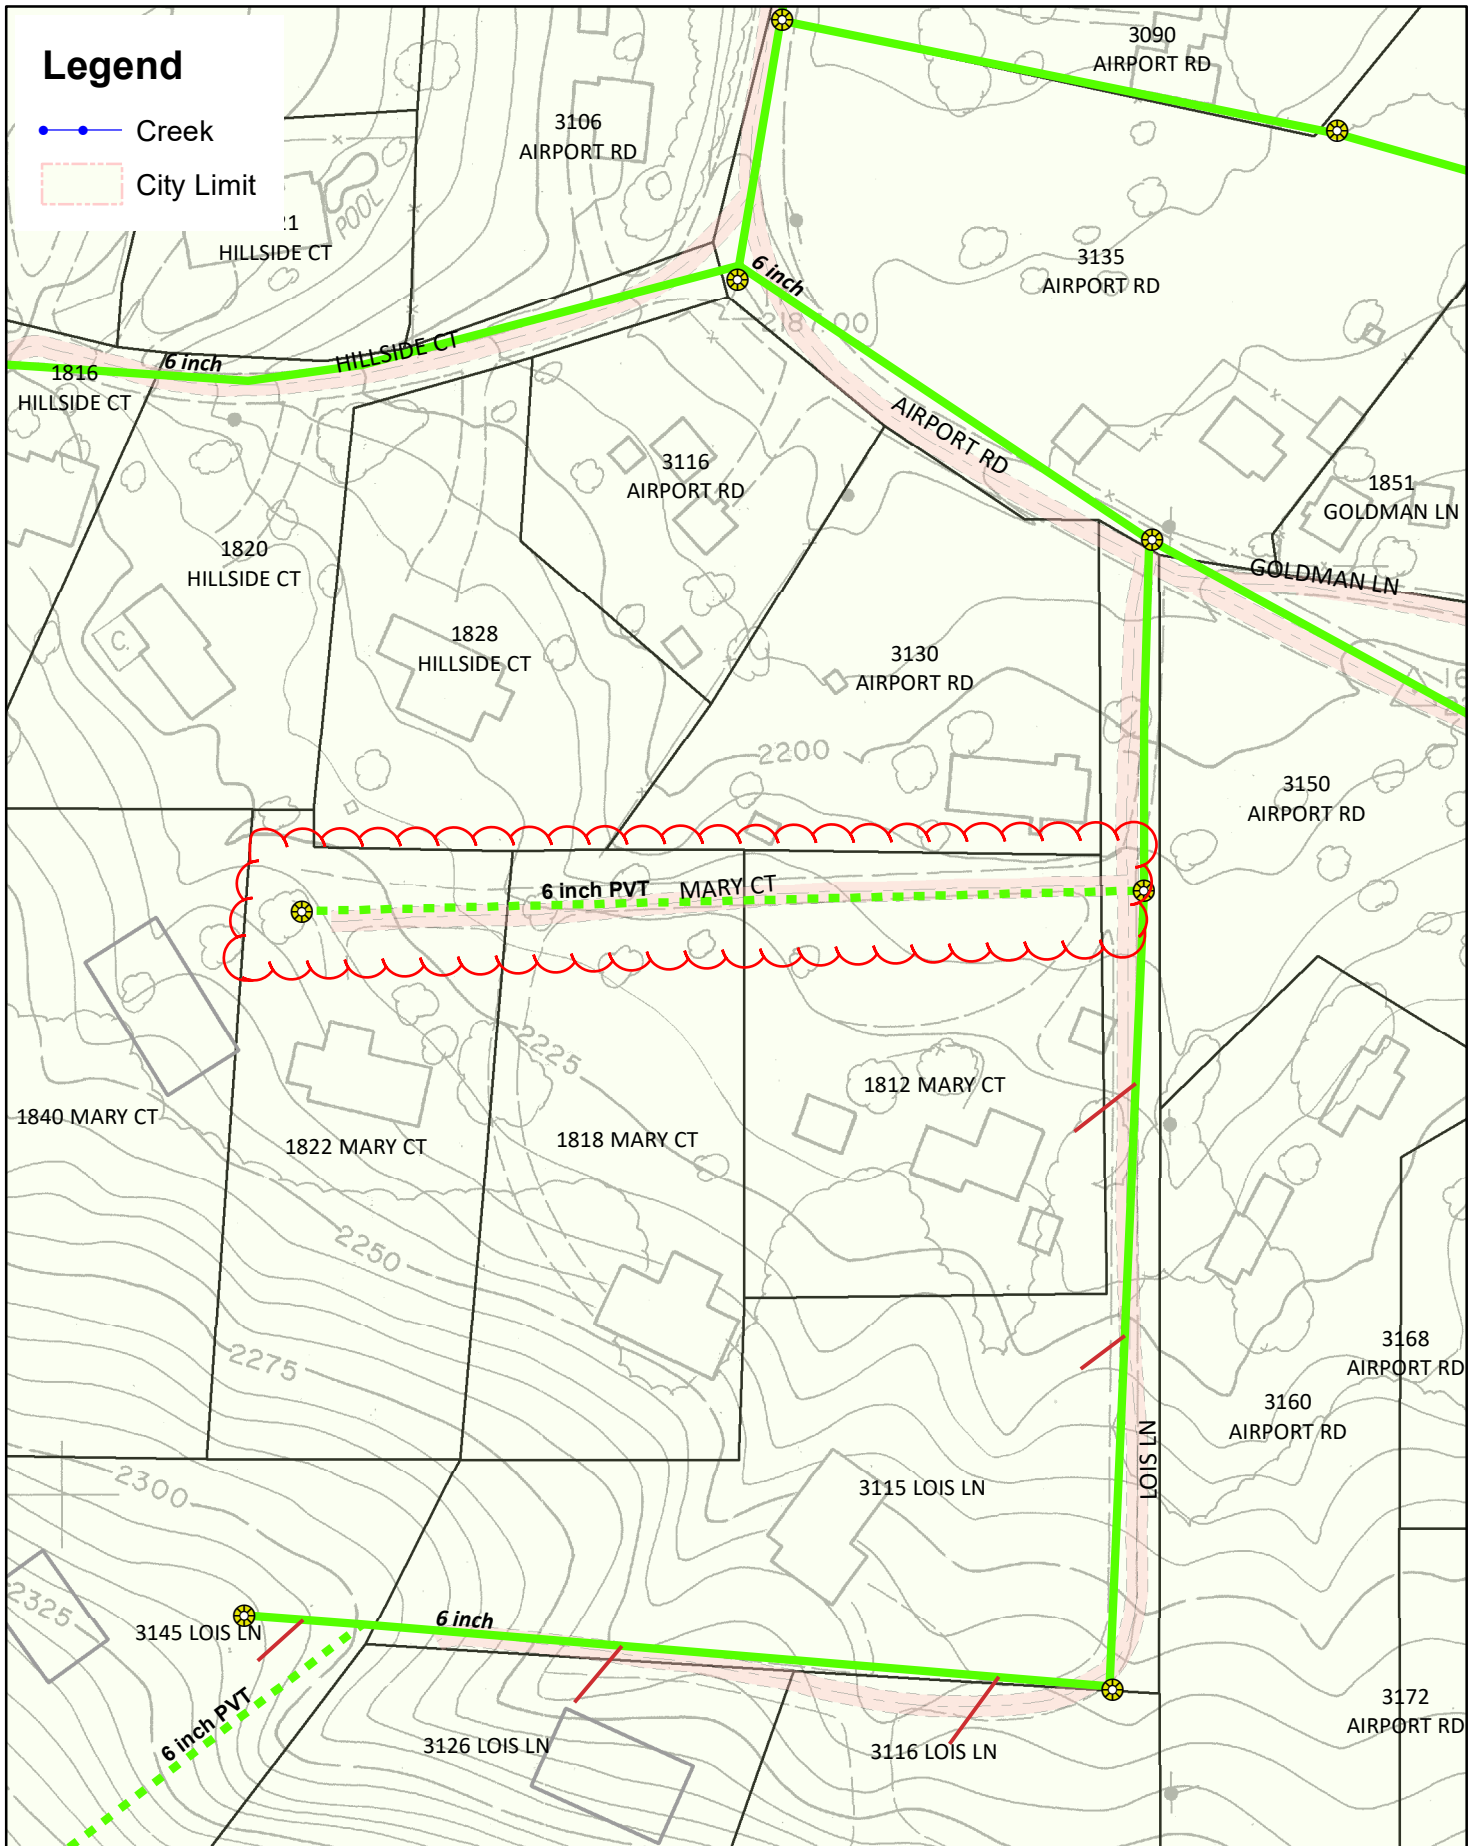 Legend
Creek
City Limit
3090
AIRPORT RD
3106
AIRPORT RD
POOL
21
HILLSIDE CT
3135
AIRPORT RD
6 inch
2187.00
HILLSIDE CT
6 inch
1816
HILLSIDE CT
AIRPORT RD
3116
AIRPORT RD
1851
GOLDMAN LN
1820
HILLSIDE CT
GOLDMAN LN
C.
1828
HILLSIDE CT
3130
AIRPORT RD
2200
3150
AIRPORT RD
6 inch PVT
MARY CT
2225
1812 MARY CT
1840 MARY CT
1822 MARY CT
1818 MARY CT
2250
2275
3168
AIRPORT RD
3160
AIRPORT RD
LOIS LN
2300
3115 LOIS LN
2325
3145 LOIS LN
6 inch
6 inch PVT
3126 LOIS LN
3116 LOIS LN
3172
AIRPORT RD